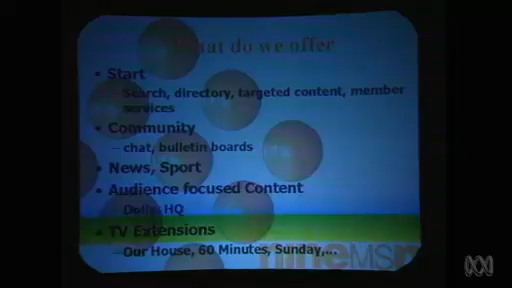 What do we offer
• Start
– Search, directory, targeted content, member
services
• Community
– chat, bulletin boards
• News, Sport
• Audience focused Content
– Dolly, HQ
• TV Extensions
– Our House, 60 Minutes, Sunday,...
nineMSN